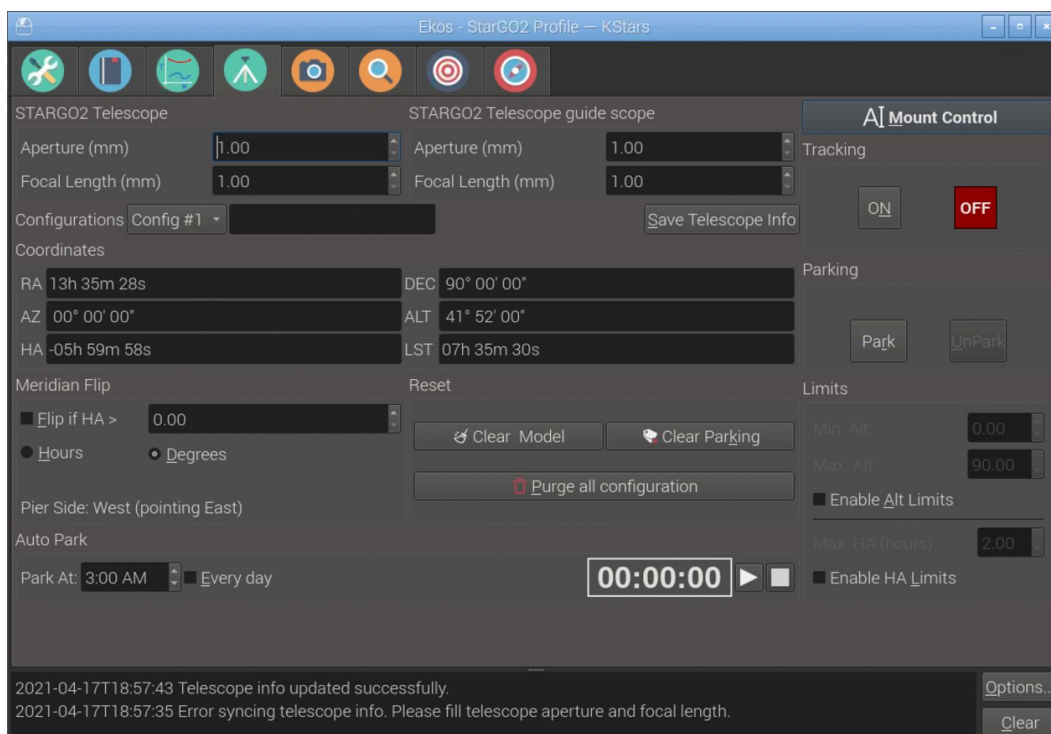 Ekos - StarGO2 Profile — KStars
STARGO2 Telescope
Aperture (mm) 1.00
Focal Length (mm) 1.00
STARGO2 Telescope guide scope
Aperture (mm) 1.00
Focal Length (mm) 1.00
Mount Control
Configurations Config #1
Save Telescope Info
Tracking
ON OFF
Coordinates
RA 13h 35m 28s DEC 90° 00' 00"
AZ 00° 00' 00" ALT 41° 52' 00"
HA -05h 59m 58s LST 07h 35m 30s
Parking
Park UnPark
Meridian Flip
Flip if HA > 0.00
Hours Degrees
Pier Side: West (pointing East)
Reset
Clear Model Clear Parking
Purge all configuration
Limits
Min. Alt: 0.00
Max. Alt 90.00
Enable Alt Limits
Max. HA (hours): 2.00
Enable HA Limits
Auto Park
Park At: 3:00 AM Every day 00:00:00
2021-04-17T18:57:43 Telescope info updated successfully.
2021-04-17T18:57:35 Error syncing telescope info. Please fill telescope aperture and focal length.
Options..
Clear